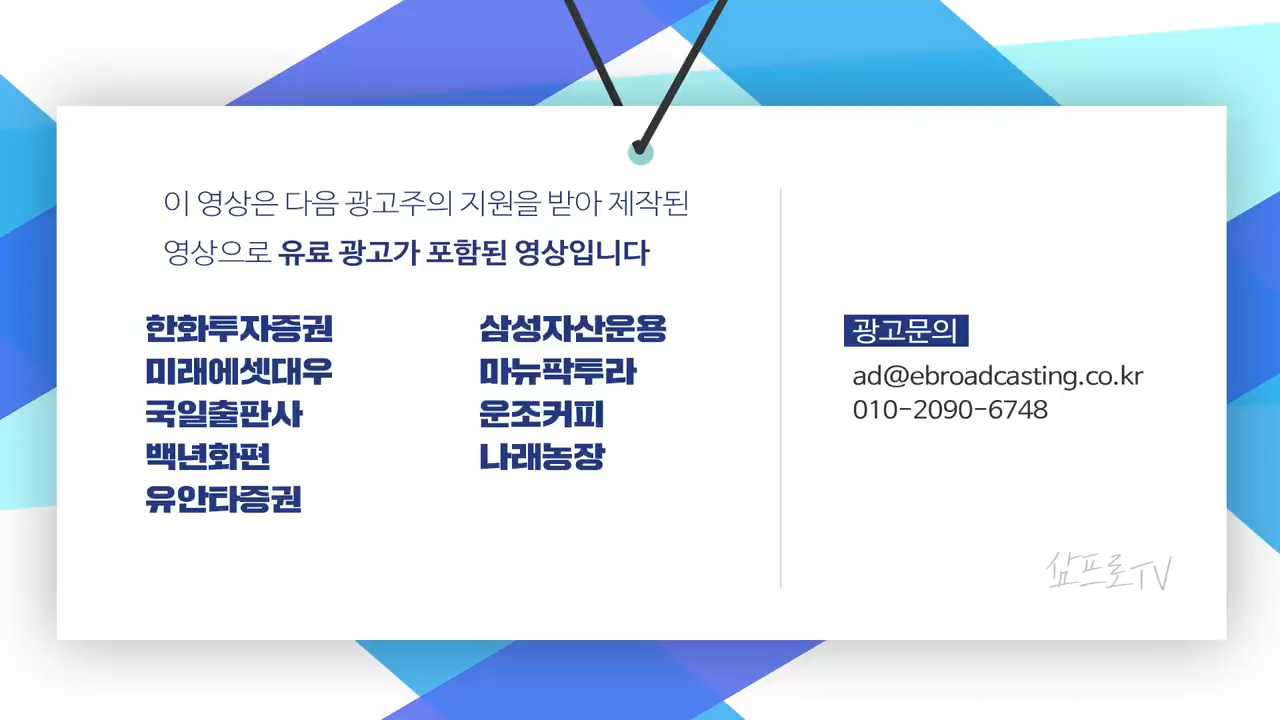 이 영상은 다음 광고주의 지원을 받아 제작된
영상으로 유료 광고가 포함된 영상입니다
한화투자증권
미래에셋대우
국일출판사
백년화편
유안타증권
삼성자산운용
마뉴팍투라
운조커피
나래농장
광고문의
ad@ebroadcasting.co.kr
010-2090-6748
삼프로TV